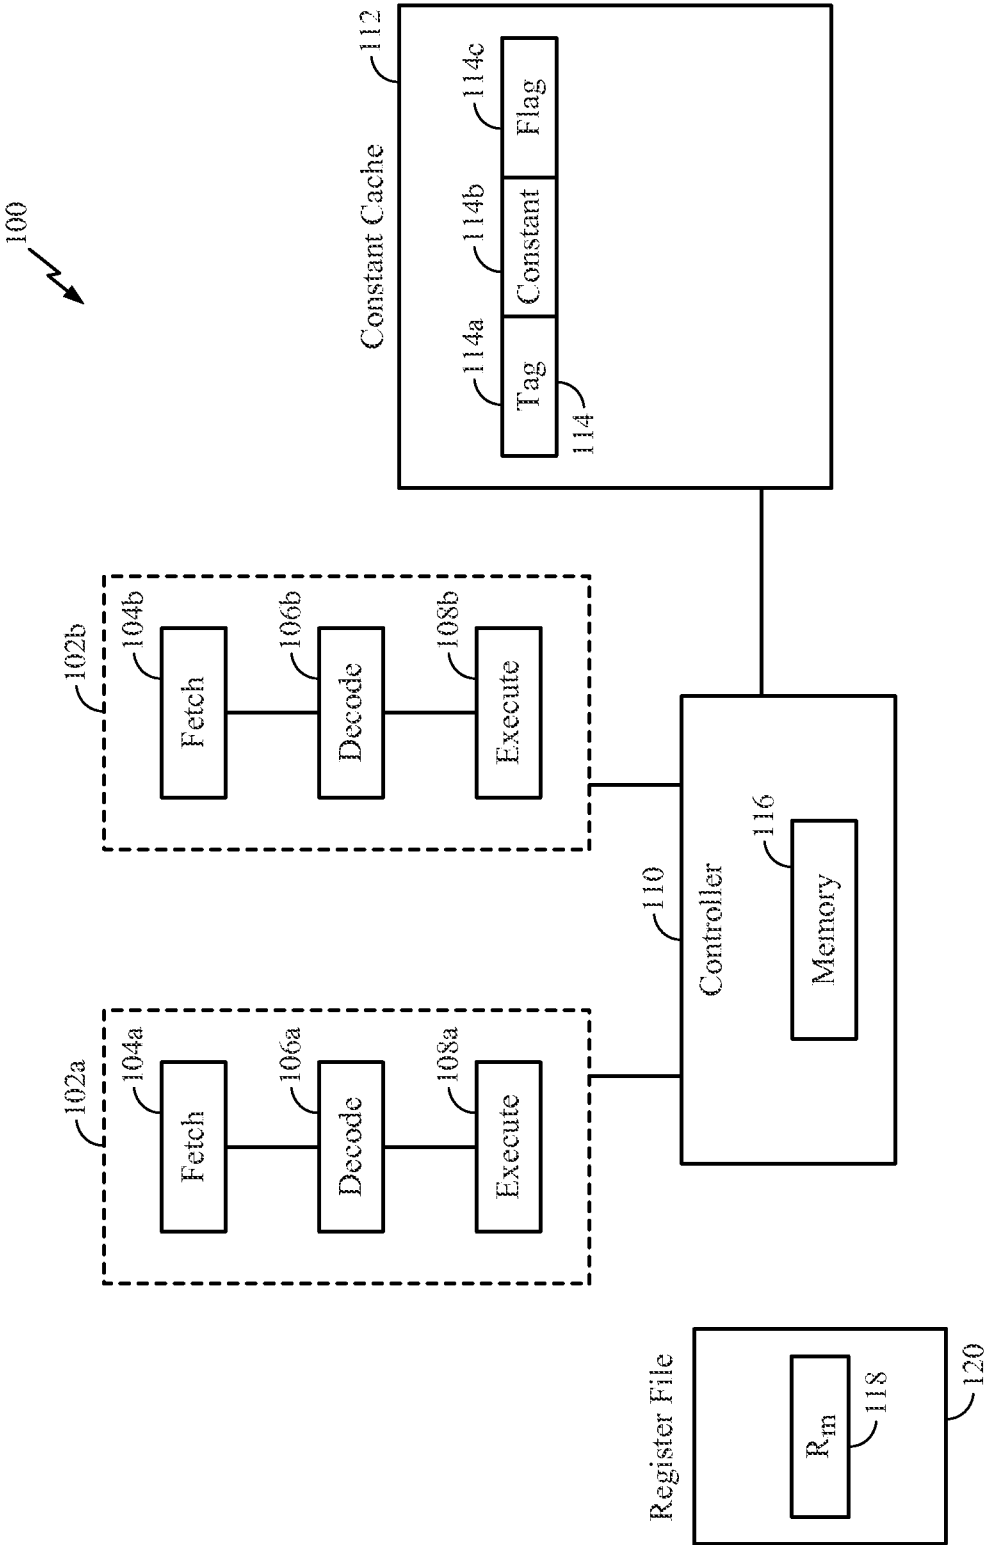 100
102a
104a
Fetch
106a
Decode
108a
Execute
102b
104b
Fetch
106b
Decode
108b
Execute
Constant Cache
112
114a
114b
114c
Tag
Constant
Flag
114
Register File
Rm
118
120
110
Controller
116
Memory